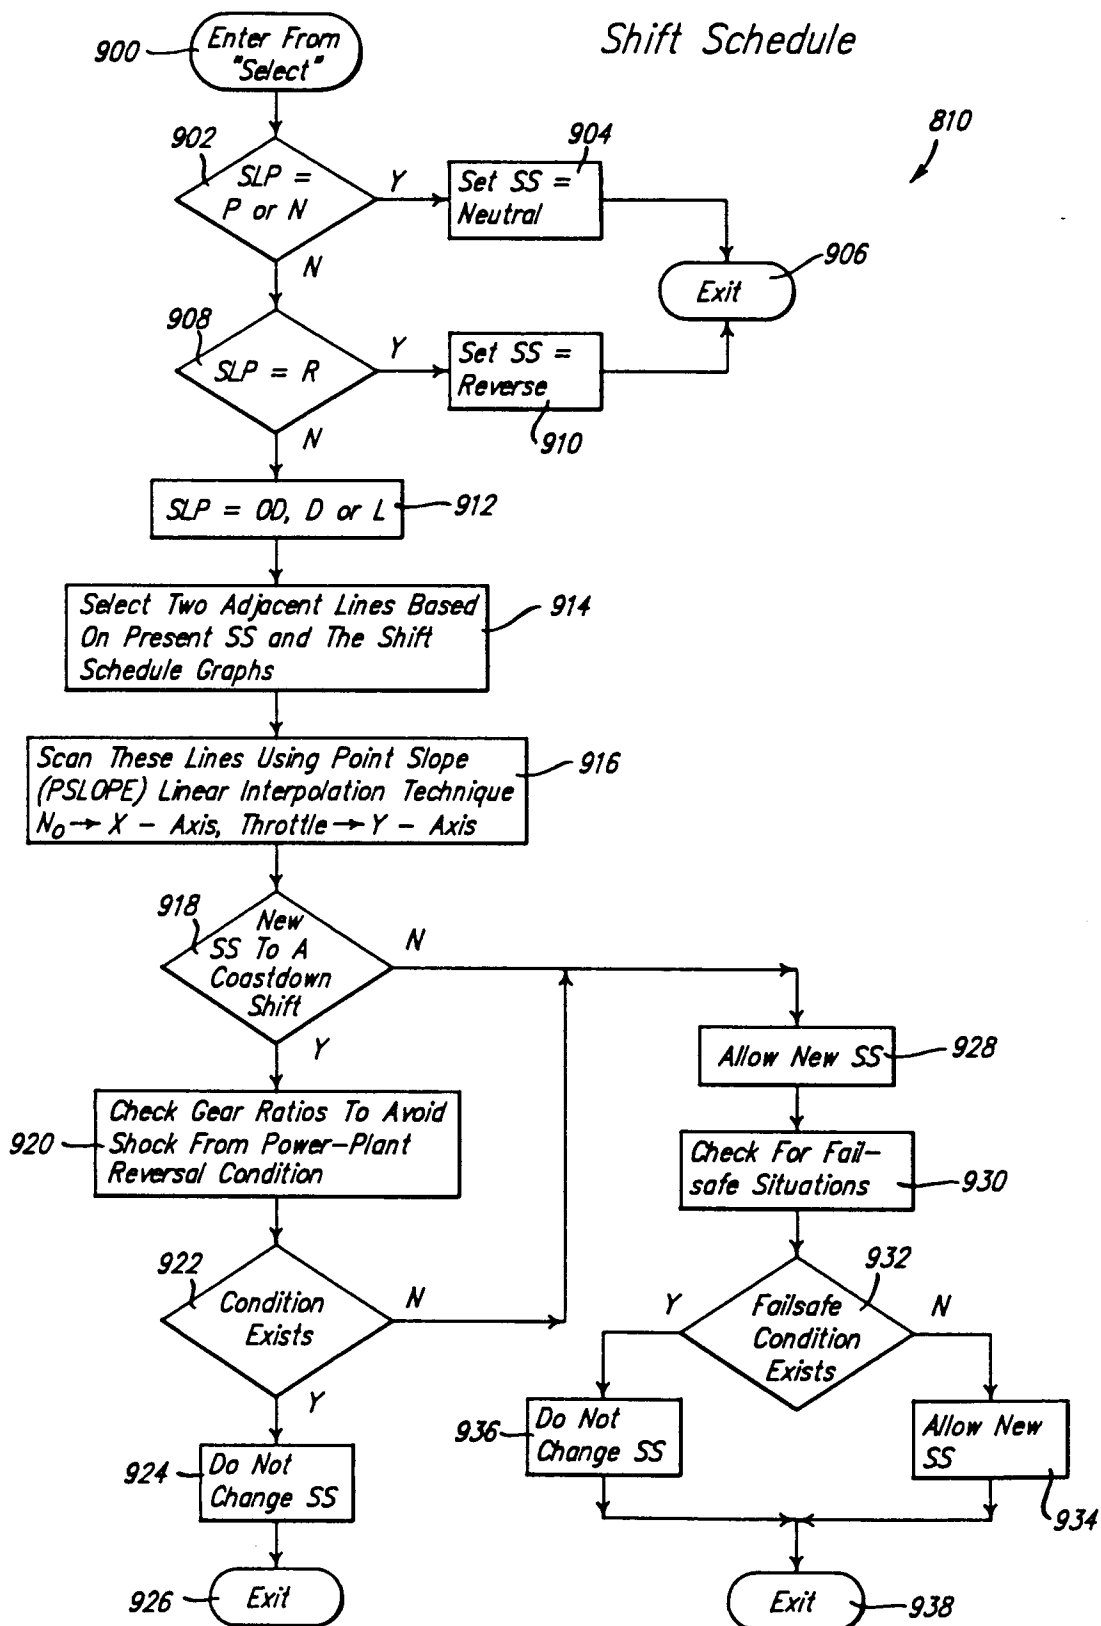 Shift Schedule
900
Enter From
"Select"
810
902
SLP =
P or N
Y
904
Set SS =
Neutral
N
906
Exit
908
SLP = R
Y
Set SS =
Reverse
910
N
SLP = OD, D or L
912
Select Two Adjacent Lines Based
On Present SS and The Shift
Schedule Graphs
914
Scan These Lines Using Point Slope
(PSLOPE) Linear Interpolation Technique
No → X - Axis, Throttle → Y - Axis
916
918
New
SS To A
Coastdown
Shift
N
Y
Allow New SS
928
920
Check Gear Ratios To Avoid
Shock From Power-Plant
Reversal Condition
Check For Fail-
safe Situations
930
922
Condition
Exists
N
Y
932
Failsafe
Condition
Exists
Y
N
924
Do Not
Change SS
936
Do Not
Change SS
Allow New
SS
934
926
Exit
Exit
938